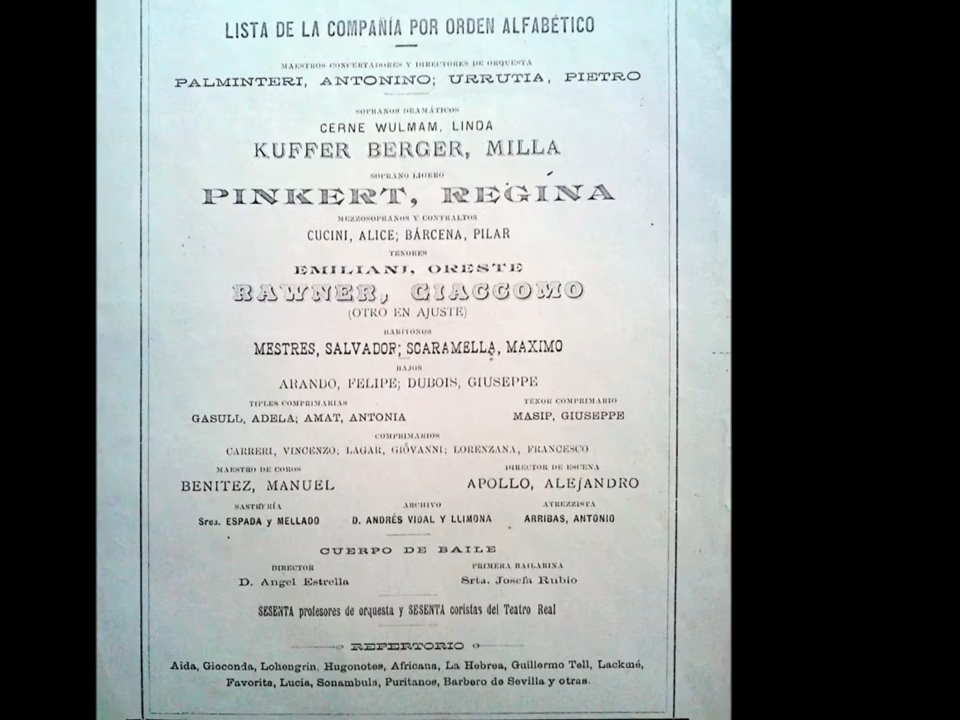 LISTA DE LA COMPAÑÍA POR ORDEN ALFABÉTICO
MAESTROS CONCERTADORES Y DIRECTORES DE ORQUESTA
PALMINTERI, ANTONINO; URRUTIA, PIETRO
SOPRANOS DRAMÁTICOS
CERNE WULMAM, LINDA
KUFFER BERGER, MILLA
SOPRANO LIGERO
PINKERT, REGINA
MEZZOSOPRANOS Y CONTRALTOS
CUCINI, ALICE; BÁRCENA, PILAR
TENORES
EMILIANI, ORESTE
RAWNER, GIACCOMO
(OTRO EN AJUSTE)
BARÍTONOS
MESTRES, SALVADOR; SCARAMELLA, MAXIMO
BAJOS
ARANDO, FELIPE; DUBOIS, GIUSEPPE
TIPLES COMPRIMARIAS TENOR COMPRIMARIO
GASULL, ADELA; AMAT, ANTONIA MASIP, GIUSEPPE
COMPRIMARIOS
CARRERI, VINCENZO; LAGAR, GIOVANNI; LORENZANA, FRANCESCO
MAESTRO DE COROS DIRECTOR DE ESCENA
BENITEZ, MANUEL APOLLO, ALEJANDRO
SASTRERÍA ARCHIVO ATREZZISTA
Sres. ESPADA y MELLADO D. ANDRÉS VIDAL Y LLIMONA ARRIBAS, ANTONIO
CUERPO DE BAILE
DIRECTOR PRIMERA BAILARINA
D. Angel Estrella Srta. Josefa Rubio
SESENTA profesores de orquesta y SESENTA coristas del Teatro Real
REPERTORIO
Aida, Gioconda, Lohengrin, Hugonotes, Africana, La Hebrea, Guillermo Tell, Lackmé,
Favorita, Lucia, Sonambula, Puritanos, Barbero de Sevilla y otras.